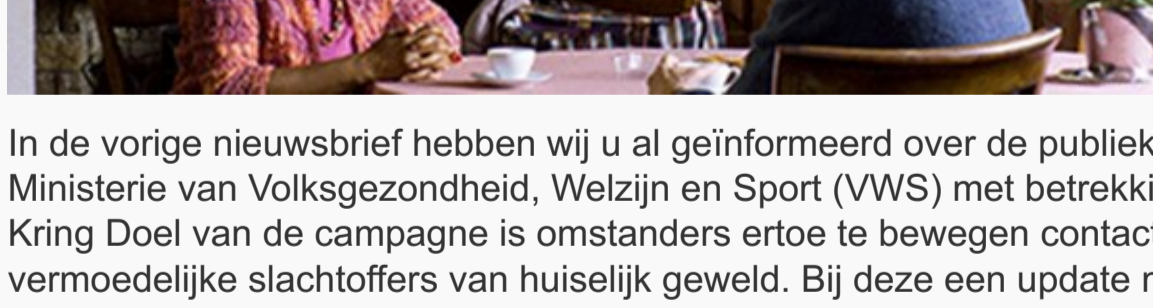 In de vorige nieuwsbrief hebben wij u al geïnformeerd over de publiek
Ministerie van Volksgezondheid, Welzijn en Sport (VWS) met betrekki
Kring Doel van de campagne is omstanders ertoe te bewegen contact
vermoedelijke slachtoffers van huiselijk geweld. Bij deze een update